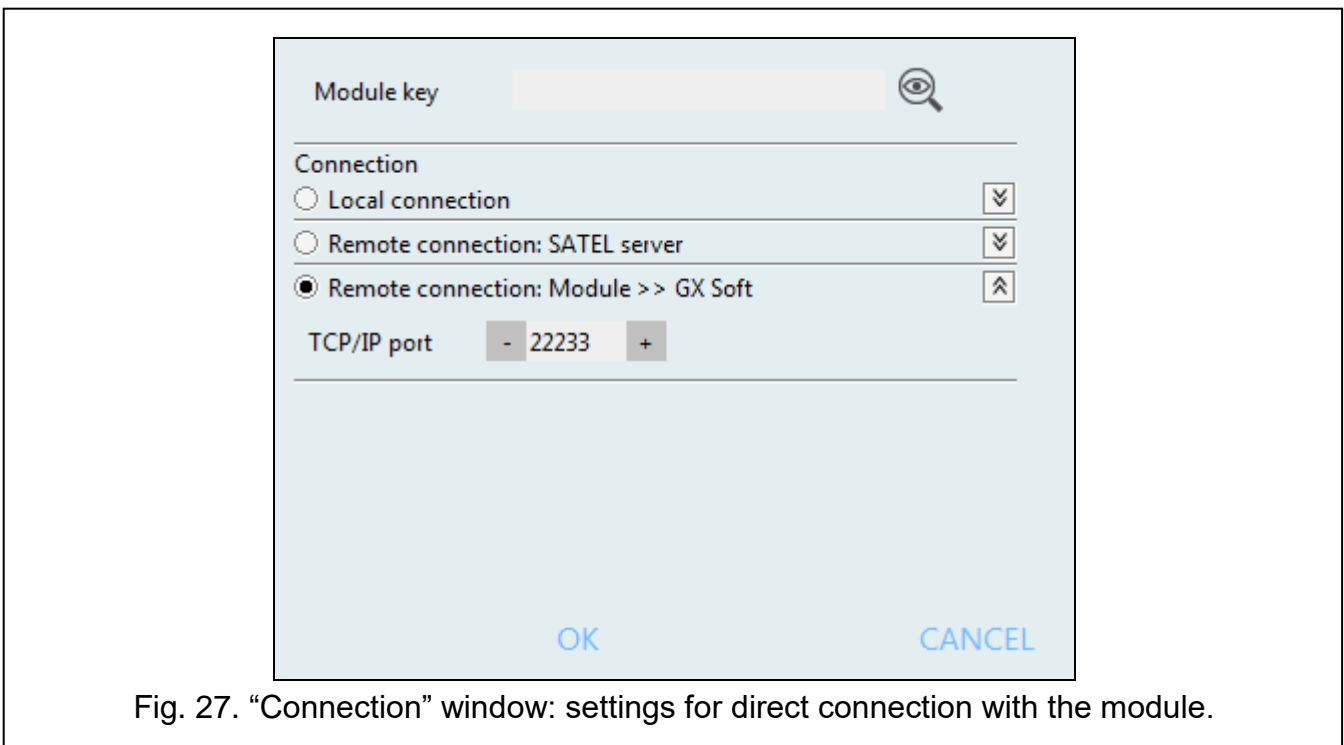 Module key
Connection
Local connection
Remote connection: SATEL server
Remote connection: Module >> GX Soft
TCP/IP port - 22233 +
OK CANCEL
Fig. 27. “Connection” window: settings for direct connection with the module.